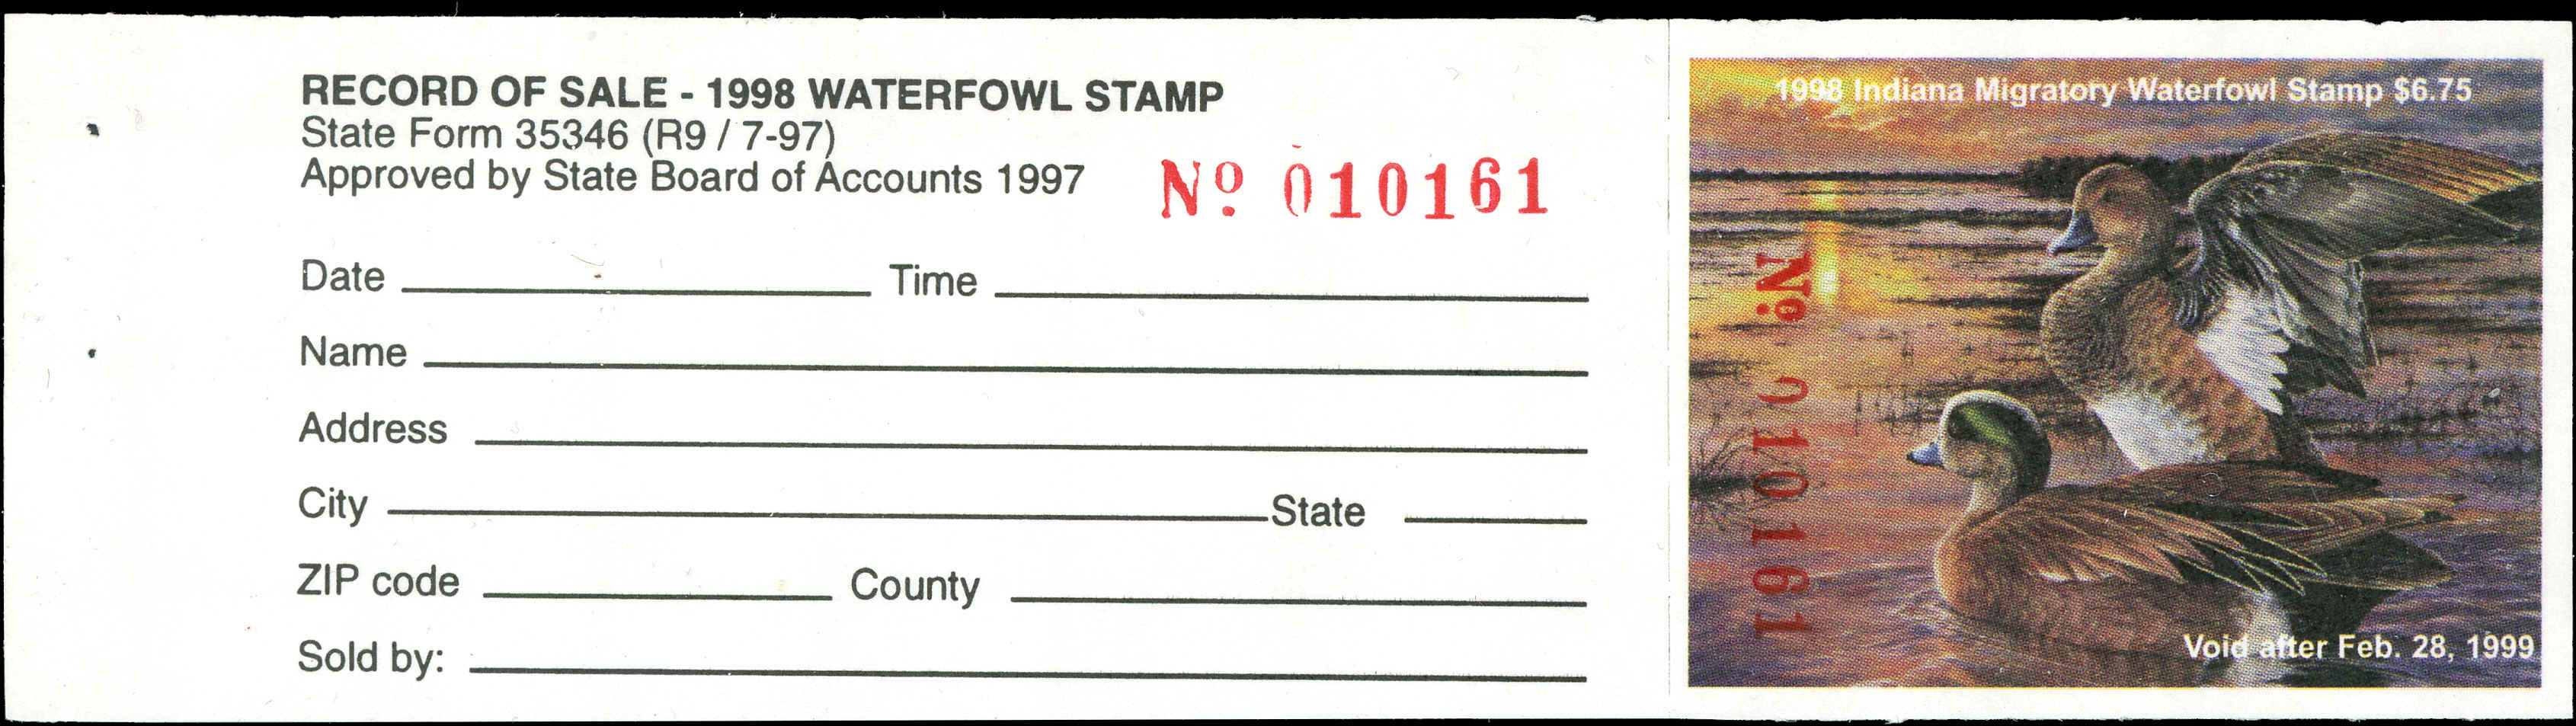 RECORD OF SALE - 1998 WATERFOWL STAMP
State Form 35346 (R9 / 7-97)
Approved by State Board of Accounts 1997
Nº 010161
Date
Time
Name
Address
City
State
ZIP code
County
Sold by:
1998 Indiana Migratory Waterfowl Stamp $6.75
Nº 010161
Void after Feb. 28, 1999